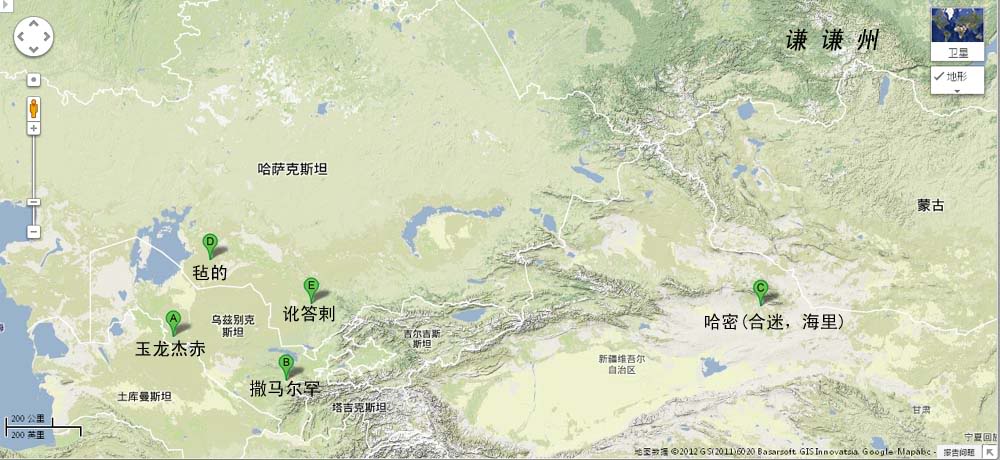 谦谦州
卫星
地形
哈萨克斯坦
蒙古
D
毡的
E
讹答剌
C
哈密(合迷，海里)
A
玉龙杰赤
乌兹别克
斯坦
吉尔吉斯
斯坦
B
撒马尔罕
新疆维吾尔
自治区
土库曼斯坦
塔吉克斯坦
甘肃
200 公里
200 英里
宁夏回族
地图数据 ©2012 GS(2011)6020 Basarsoft, GIS Innovatsia, Google, Mapabc -
报告问题